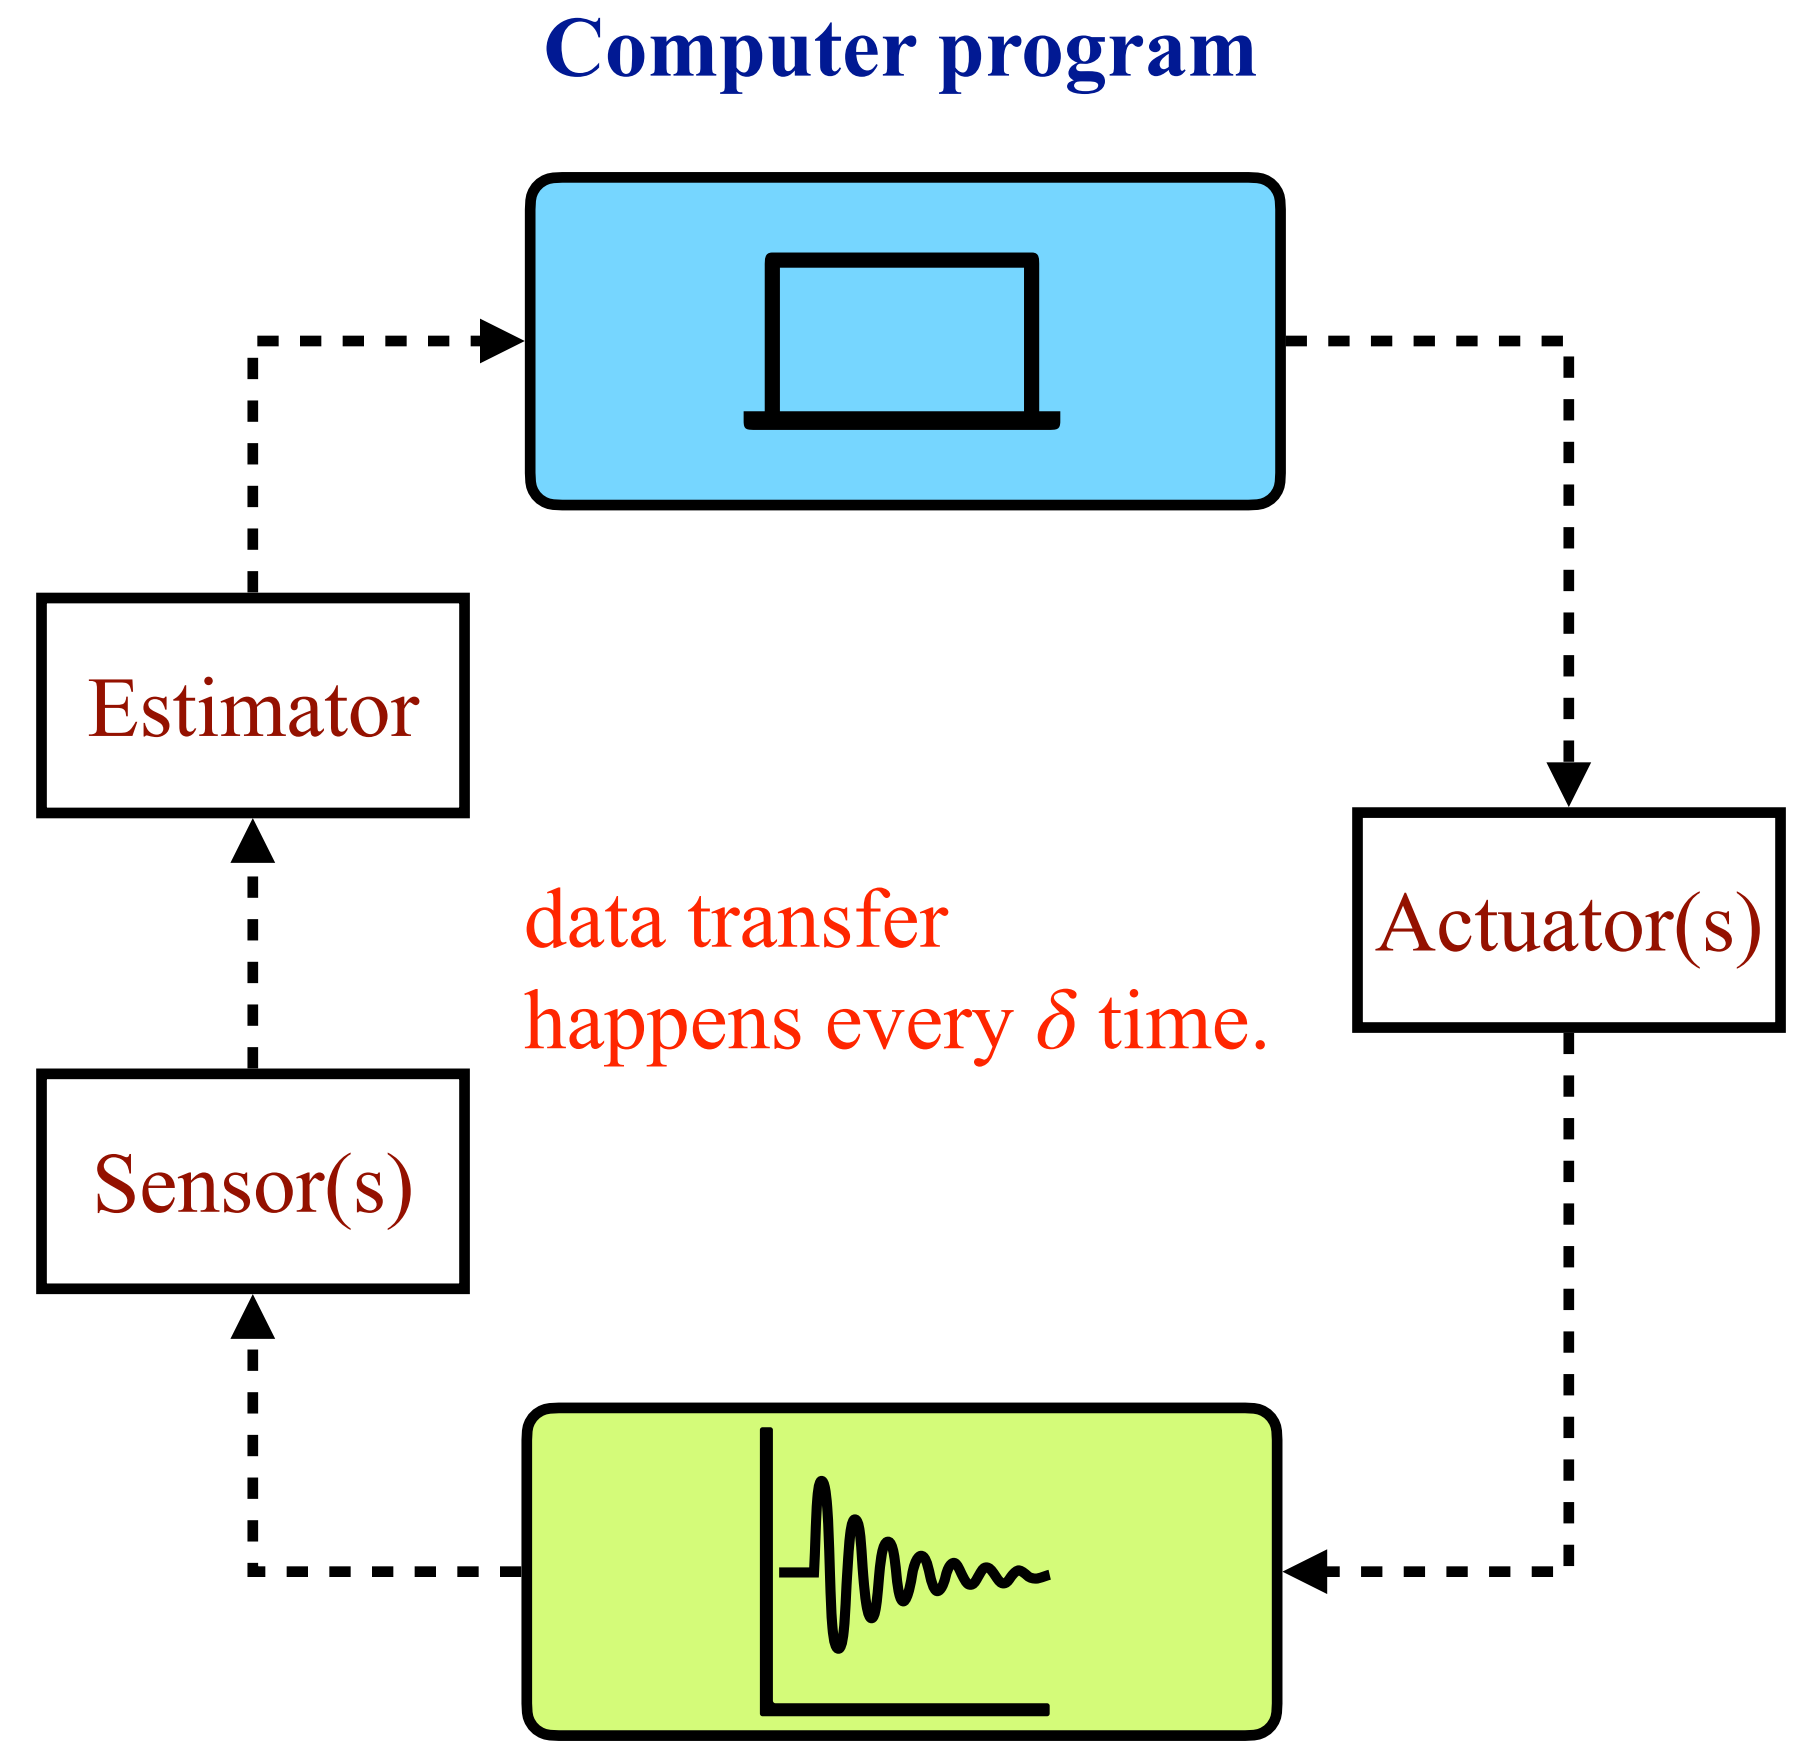 Computer program
Estimator
data transfer
happens every δ time.
Actuator(s)
Sensor(s)